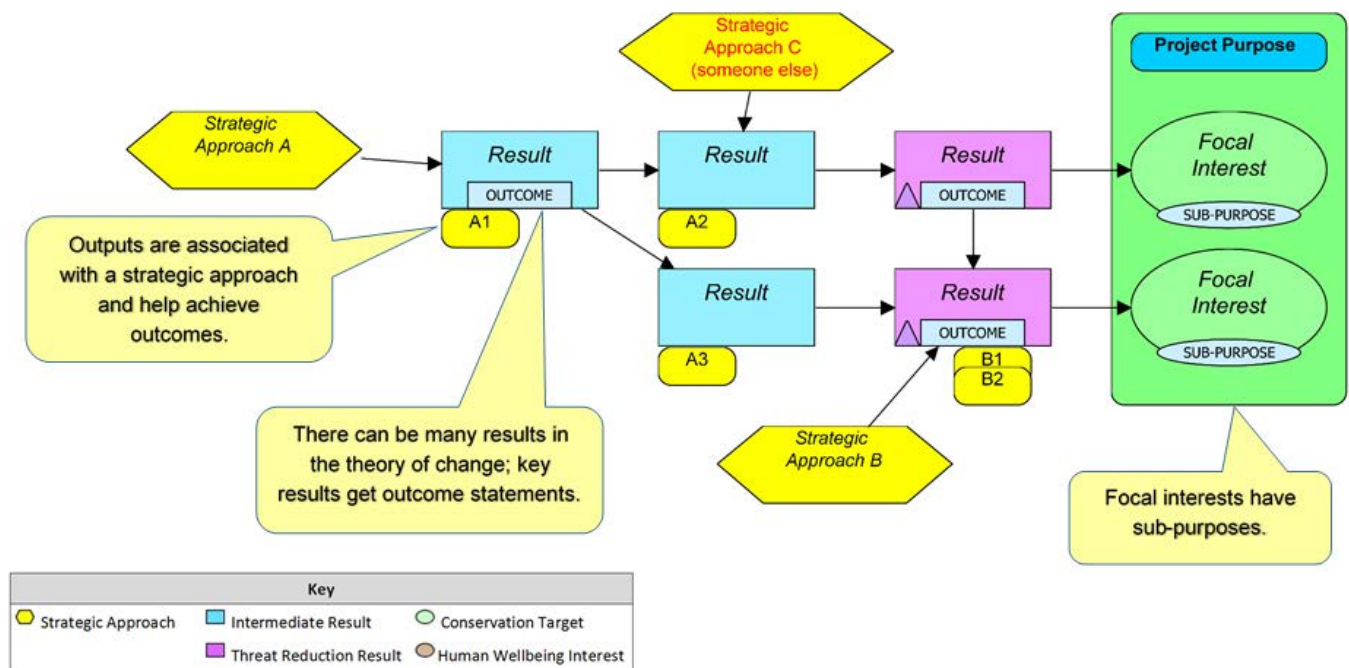 Strategic
Approach C
(someone else)
Project Purpose
Strategic
Approach A
Result
OUTCOME
A1
Result
A2
Result
OUTCOME
Focal
Interest
SUB-PURPOSE
Outputs are associated
with a strategic approach
and help achieve
outcomes.
Result
A3
Result
OUTCOME
B1
B2
Focal
Interest
SUB-PURPOSE
There can be many results in
the theory of change; key
results get outcome statements.
Strategic
Approach B
Focal interests have
sub-purposes.
Key
Strategic Approach
Intermediate Result
Conservation Target
Threat Reduction Result
Human Wellbeing Interest